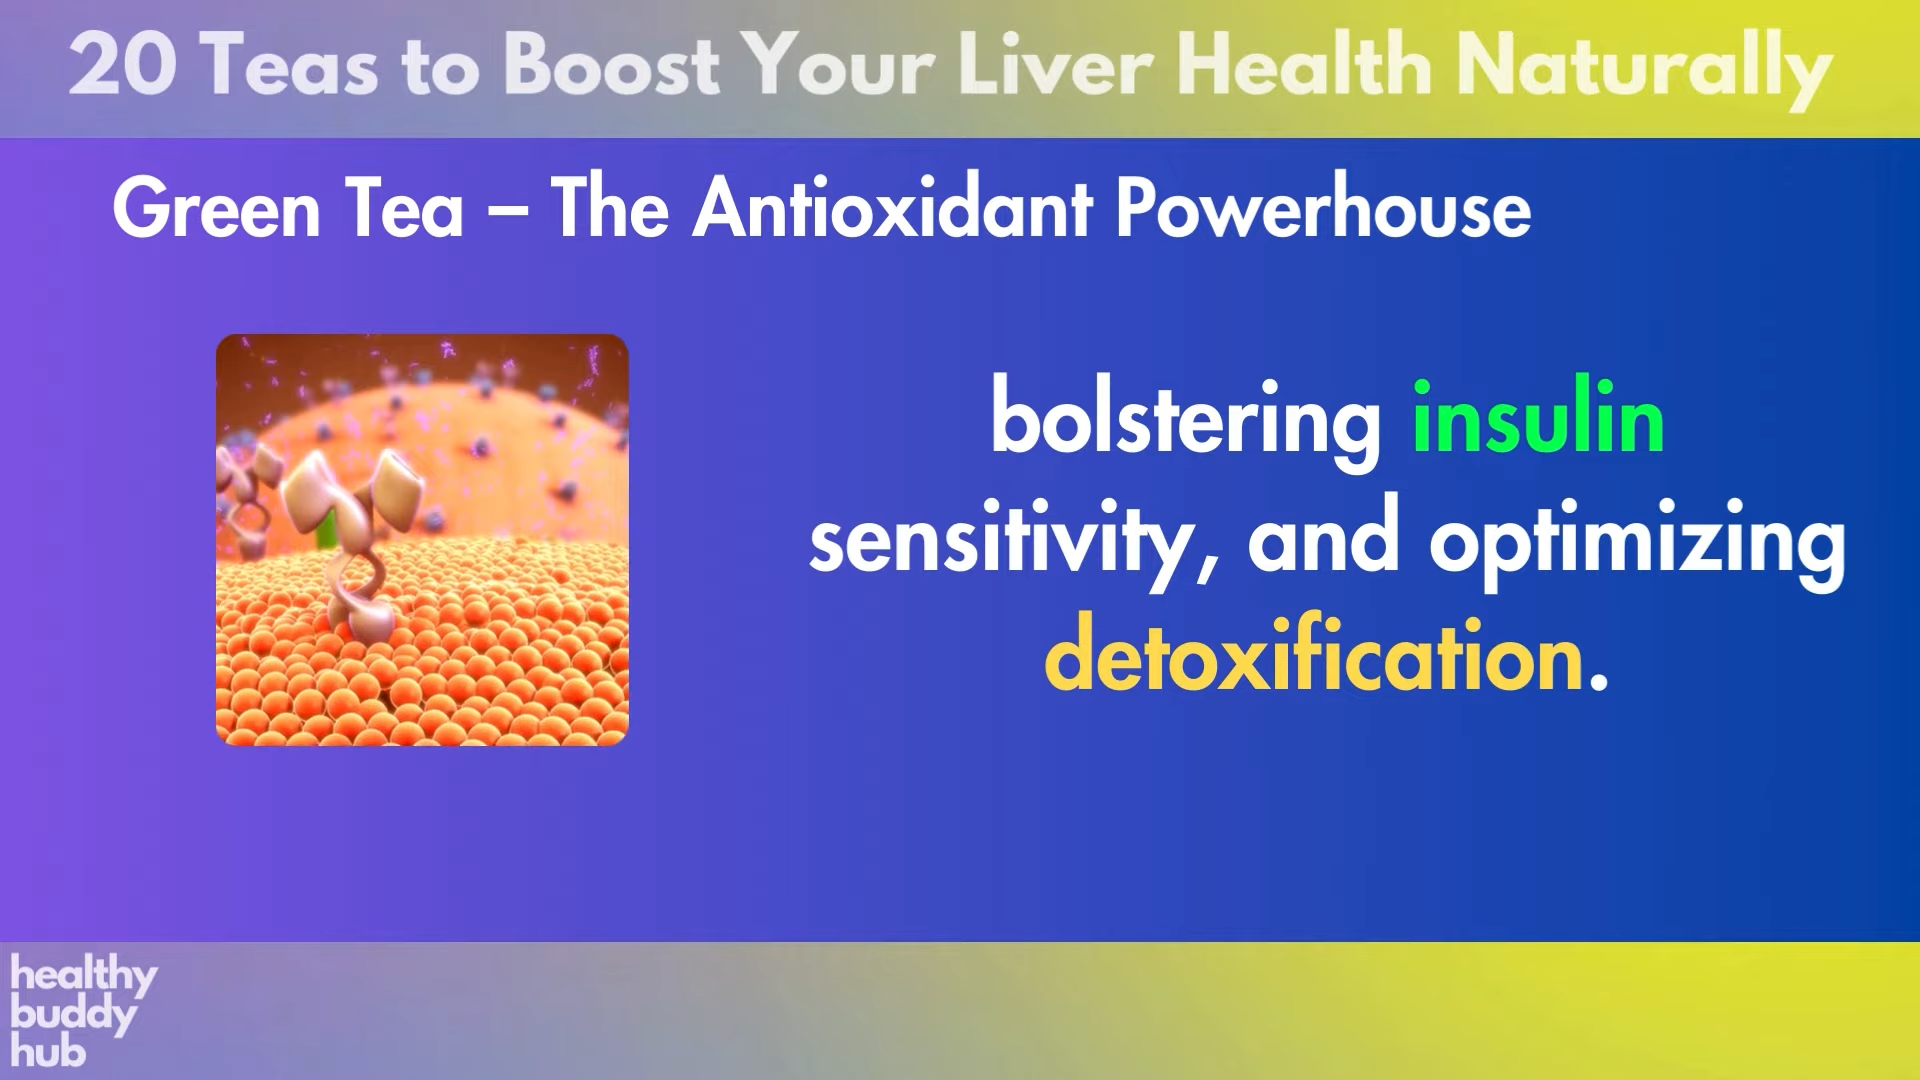 20 Teas to Boost Your Liver Health Naturally
Green Tea – The Antioxidant Powerhouse
bolstering insulin
sensitivity, and optimizing
detoxification.
healthy
buddy
hub